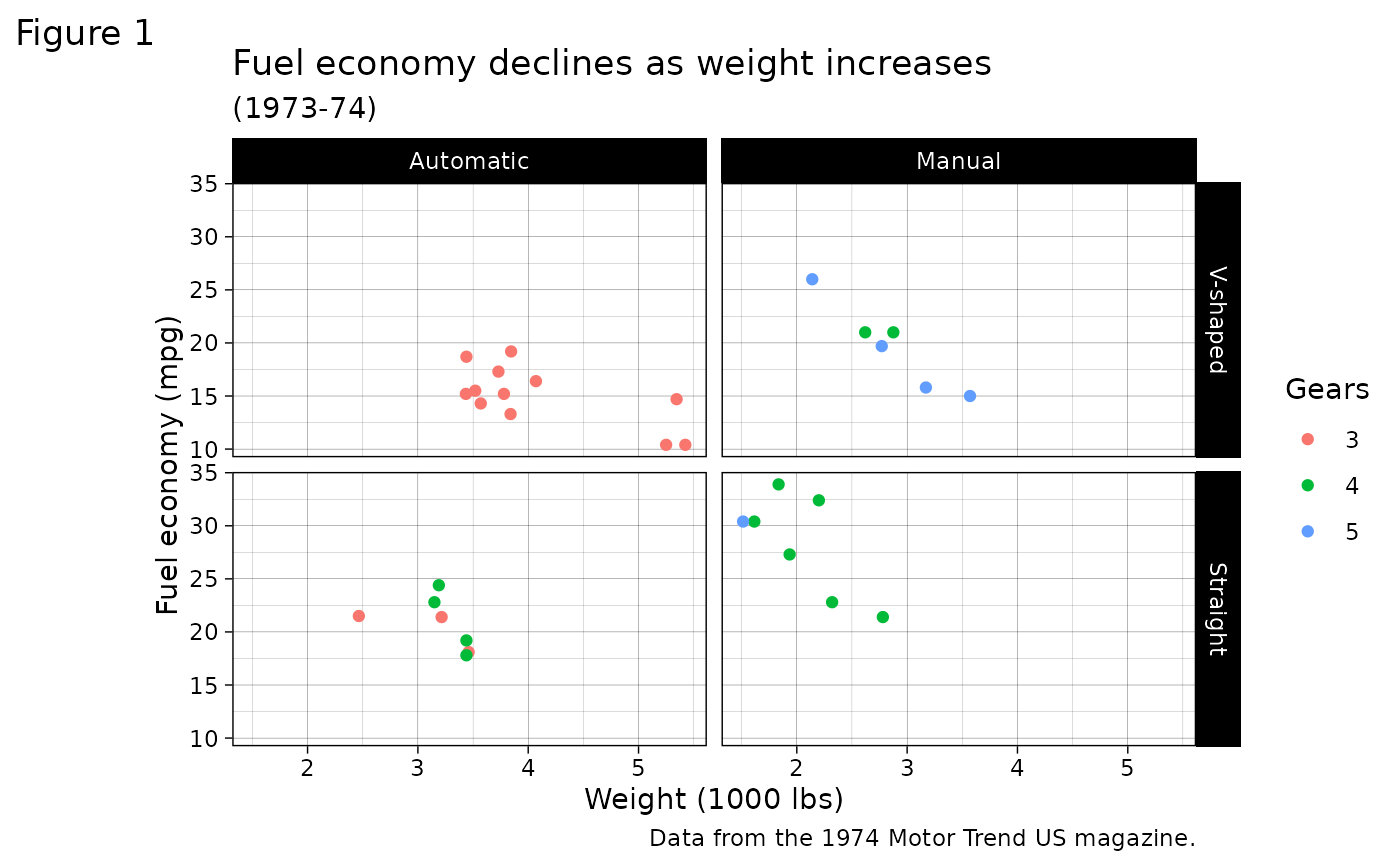 Figure 1
Fuel economy declines as weight increases
(1973-74)
Automatic
Manual
35
30
25
20
15
10
V-shaped
Fuel economy (mpg)
35
30
25
20
15
10
Straight
Gears
3
4
5
2
3
4
5
2
3
4
5
Weight (1000 lbs)
Data from the 1974 Motor Trend US magazine.